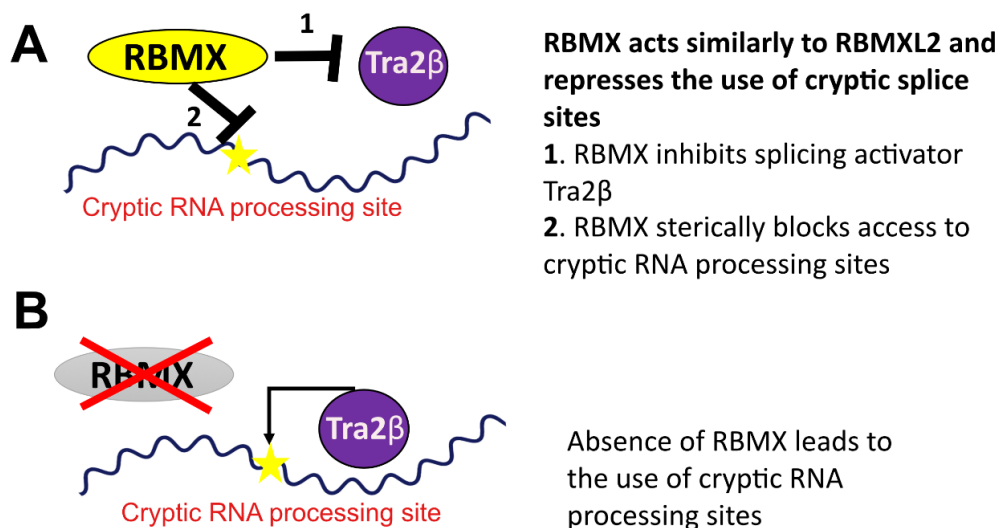 A
RBMX
1
Tra2β
2
Cryptic RNA processing site
RBMX acts similarly to RBMXL2 and
represses the use of cryptic splice
sites
1. RBMX inhibits splicing activator
Tra2β
2. RBMX sterically blocks access to
cryptic RNA processing sites
B
RBMX
Tra2β
Cryptic RNA processing site
Absence of RBMX leads to
the use of cryptic RNA
processing sites